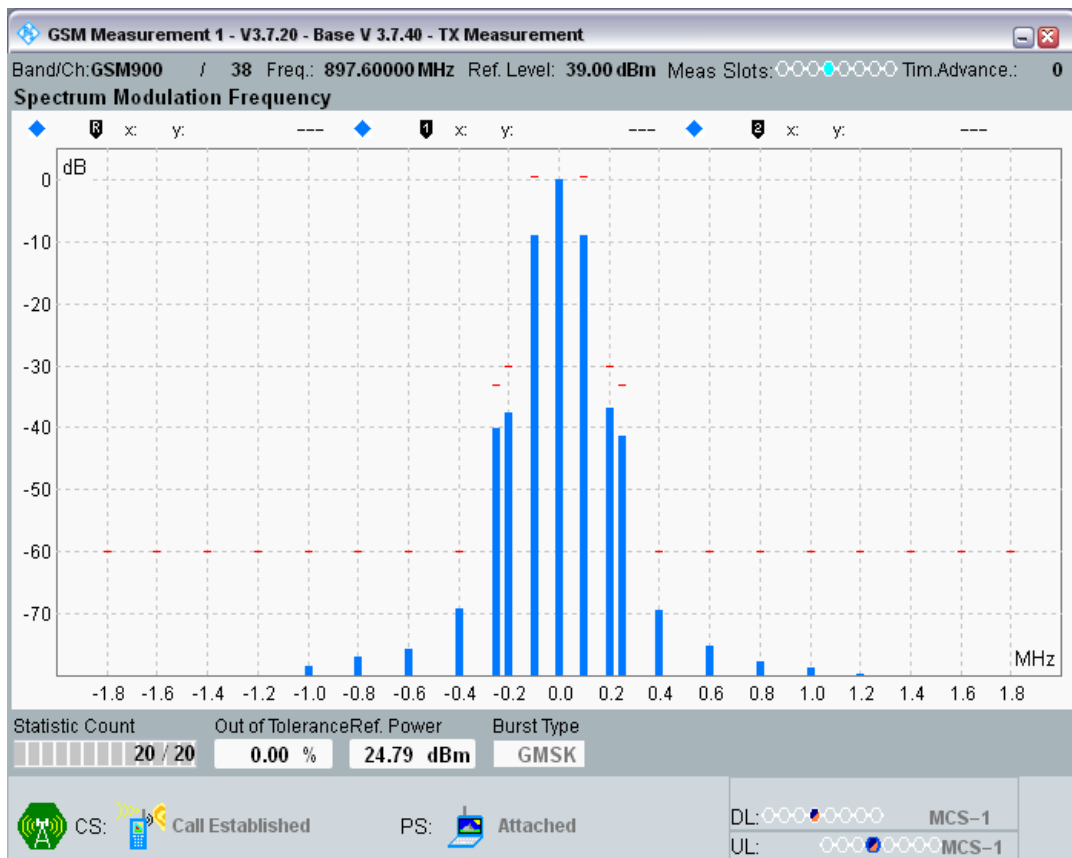 GSM Measurement 1 - V3.7.20 - Base V 3.7.40 - TX Measurement
Band/Ch:GSM900 / 38 Freq.: 897.60000 MHz Ref. Level: 39.00 dBm Meas Slots: Tim.Advance.: 0
Spectrum Modulation Frequency
R x: y: --- 1 x: y: --- 2 x: y: ---
dB
0
-10
-20
-30
-40
-50
-60
-70
MHz
-1.8 -1.6 -1.4 -1.2 -1.0 -0.8 -0.6 -0.4 -0.2 0.0 0.2 0.4 0.6 0.8 1.0 1.2 1.4 1.6 1.8
Statistic Count Out of Tolerance Ref. Power Burst Type
20 / 20 0.00 % 24.79 dBm GMSK
CS: Call Established PS: Attached
DL: MCS-1
UL: MCS-1